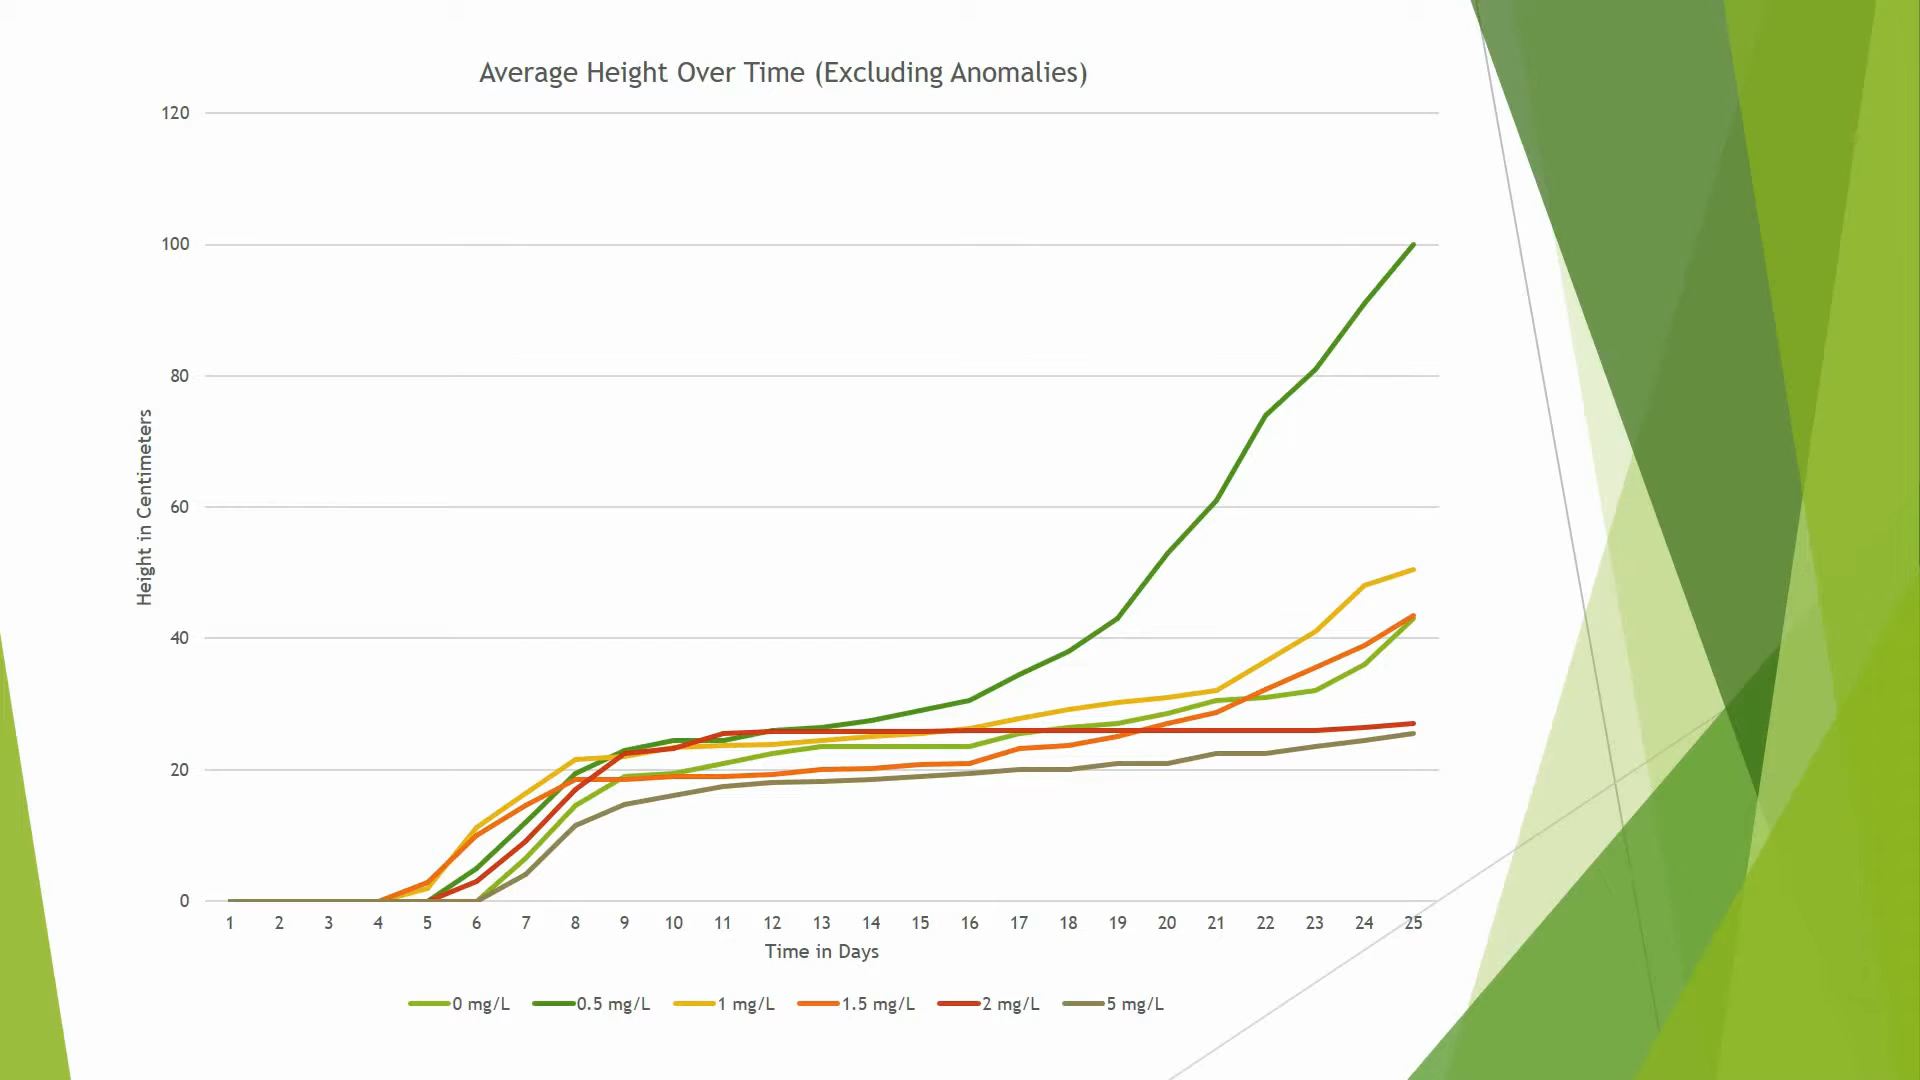 Average Height Over Time (Excluding Anomalies)
120
100
80
60
40
20
0
Height in Centimeters
1 2 3 4 5 6 7 8 9 10 11 12 13 14 15 16 17 18 19 20 21 22 23 24 25
Time in Days
0 mg/L 0.5 mg/L 1 mg/L 1.5 mg/L 2 mg/L 5 mg/L